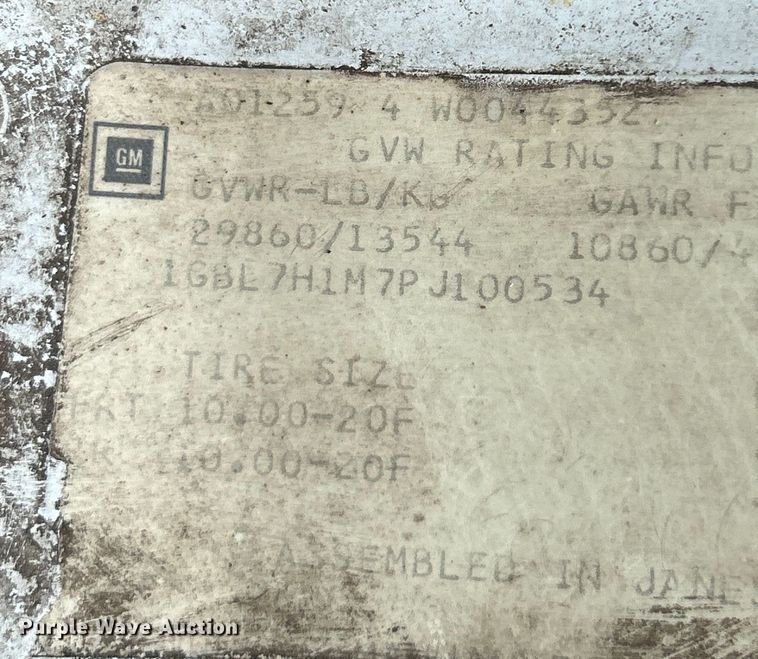 A01259 4 W0044352
GM
GVW RATING INFO
GVWR-LB/KG GAWR F
29860/13544 10860/4
1GBL7H1M7PJ100534
TIRE SIZE
FRT 10.00-20F
10.00-20F
ASSEMBLED IN JANE
Purple Wave Auction